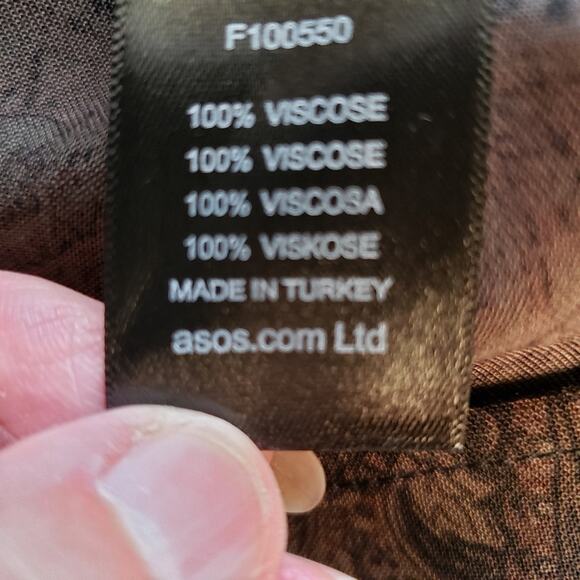 F100550
100% VISCOSE
100% VISCOSE
100% VISCOSA
100% VISKOSE
MADE IN TURKEY
asos.com Ltd